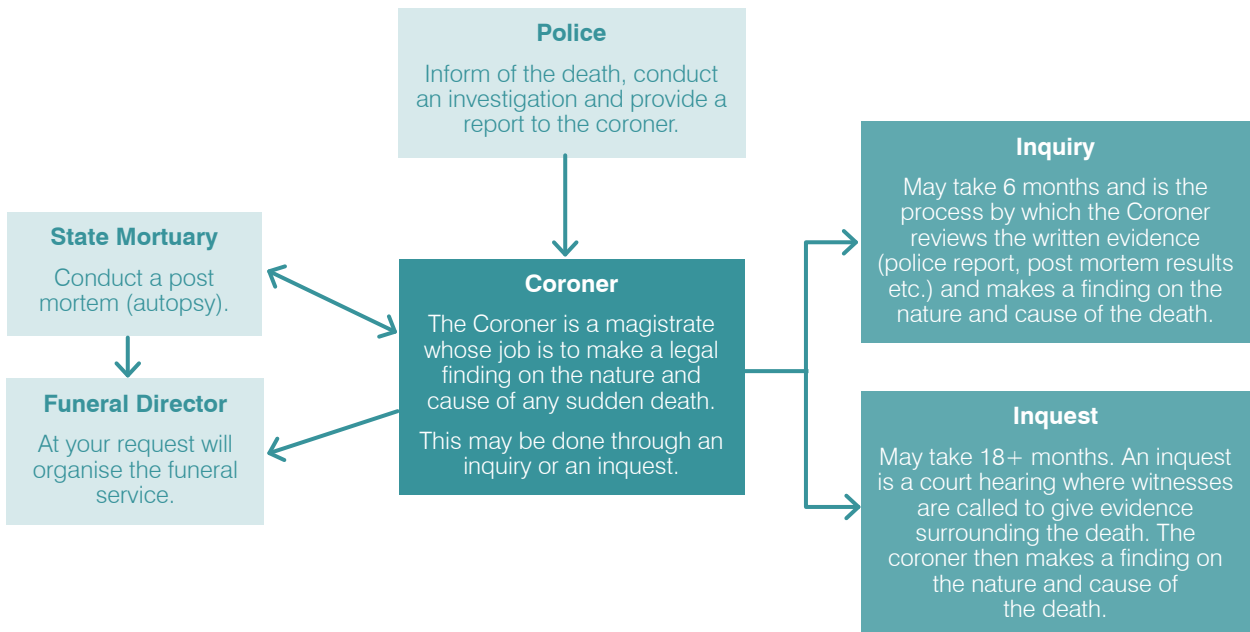 Police
Inform of the death, conduct
an investigation and provide a
report to the coroner.
State Mortuary
Conduct a post
mortem (autopsy).
Funeral Director
At your request will
organise the funeral
service.
Coroner
The Coroner is a magistrate
whose job is to make a legal
finding on the nature and
cause of any sudden death.
This may be done through an
inquiry or an inquest.
Inquiry
May take 6 months and is the
process by which the Coroner
reviews the written evidence
(police report, post mortem results
etc.) and makes a finding on the
nature and cause of the death.
Inquest
May take 18+ months. An inquest
is a court hearing where witnesses
are called to give evidence
surrounding the death. The
coroner then makes a finding on
the nature and cause of
the death.